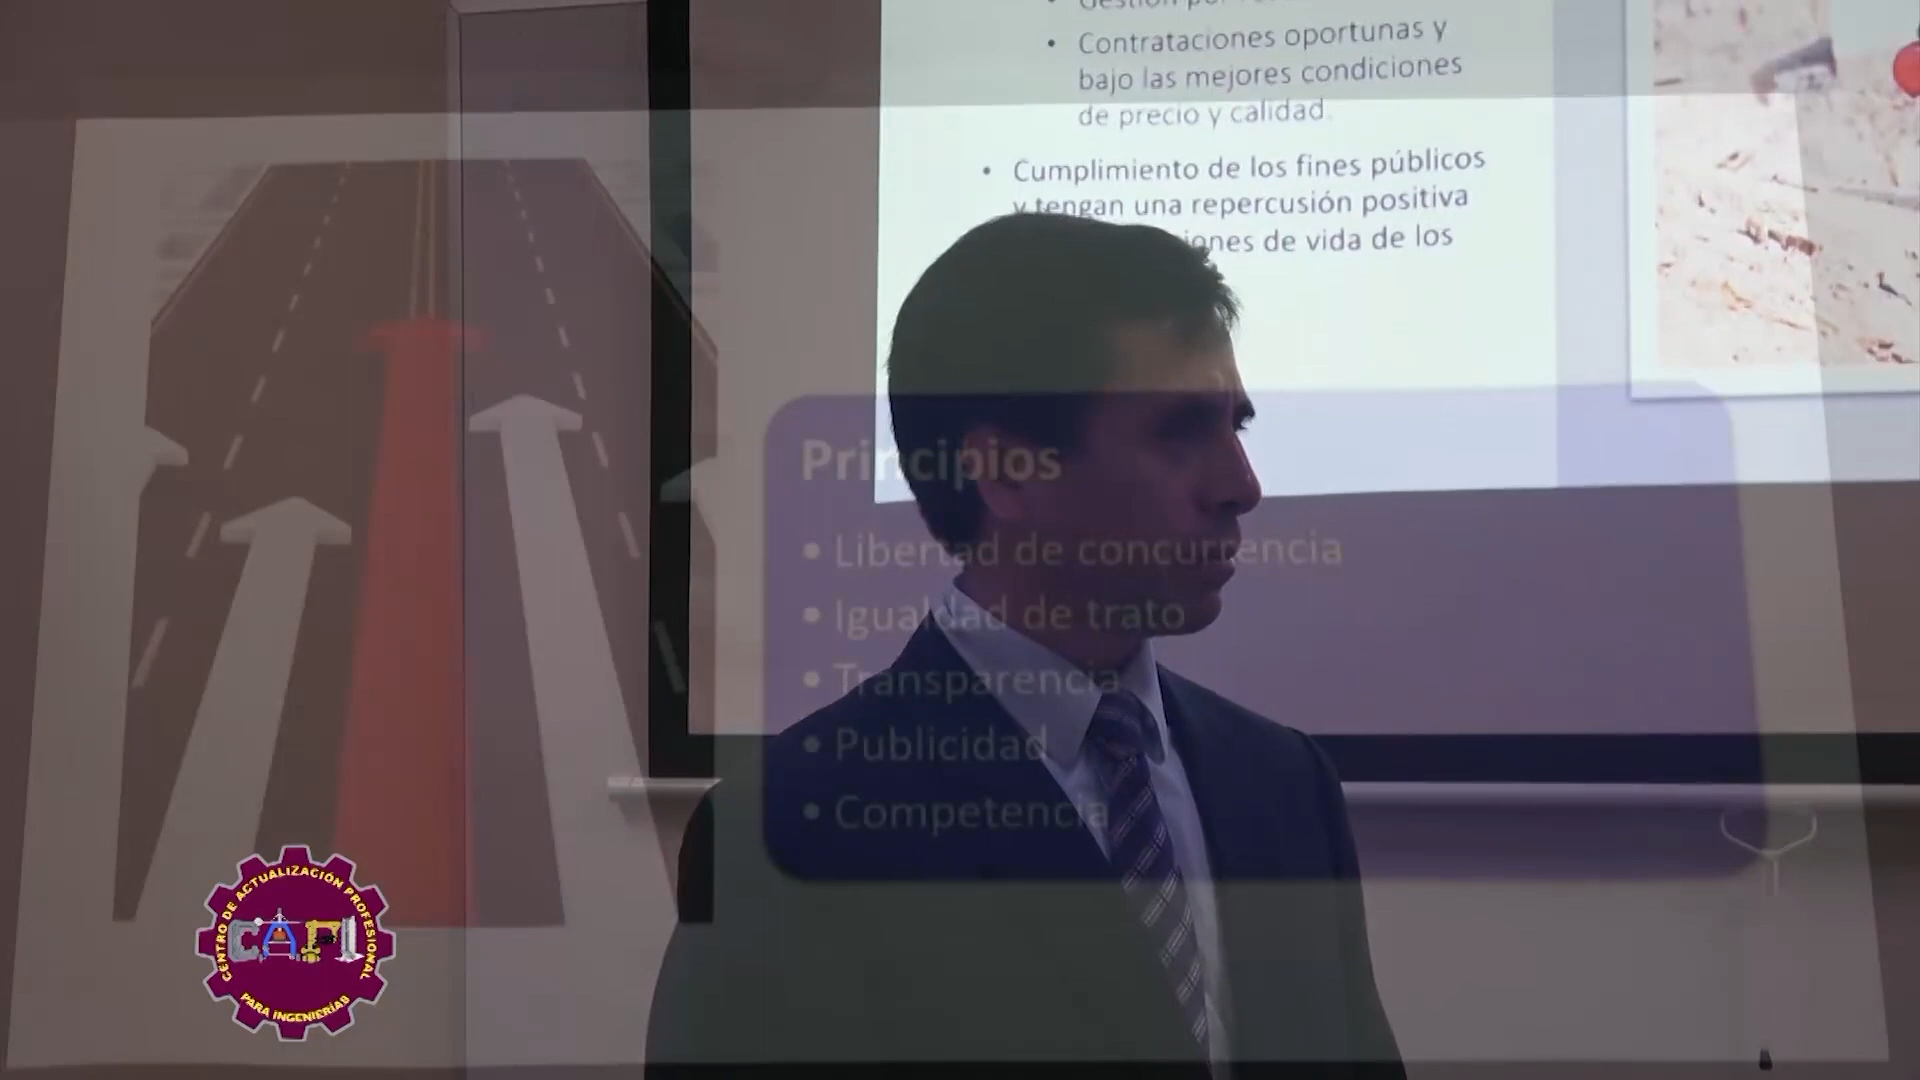 • Contrataciones oportunas y
bajo las mejores condiciones
de precio y calidad.
• Cumplimiento de los fines públicos
y tengan una repercusión positiva
de vida de los
Principios
• Libertad de concurrencia
• Igualdad de trato
• Transparencia
• Publicidad
• Competencia
CENTRO DE ACTUALIZACIÓN PROFESIONAL
CAPI
PARA INGENIERÍAS